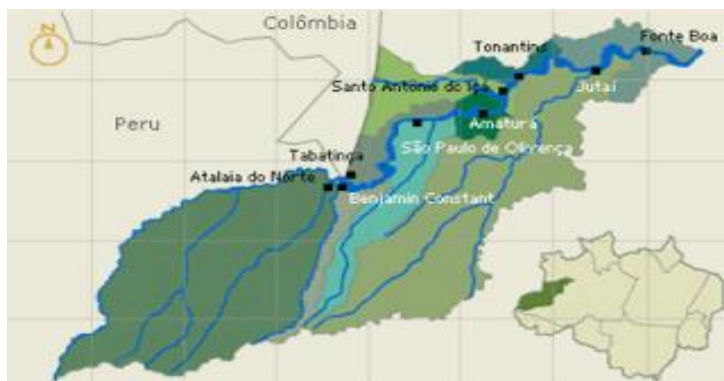 N
Colômbia
Fonte Boa
Tonantins
Santo Antonio do Içá
Jutaí
Peru
Amaturá
São Paulo de Olivença
Tabatinga
Atalaia do Norte
Benjamin Constant